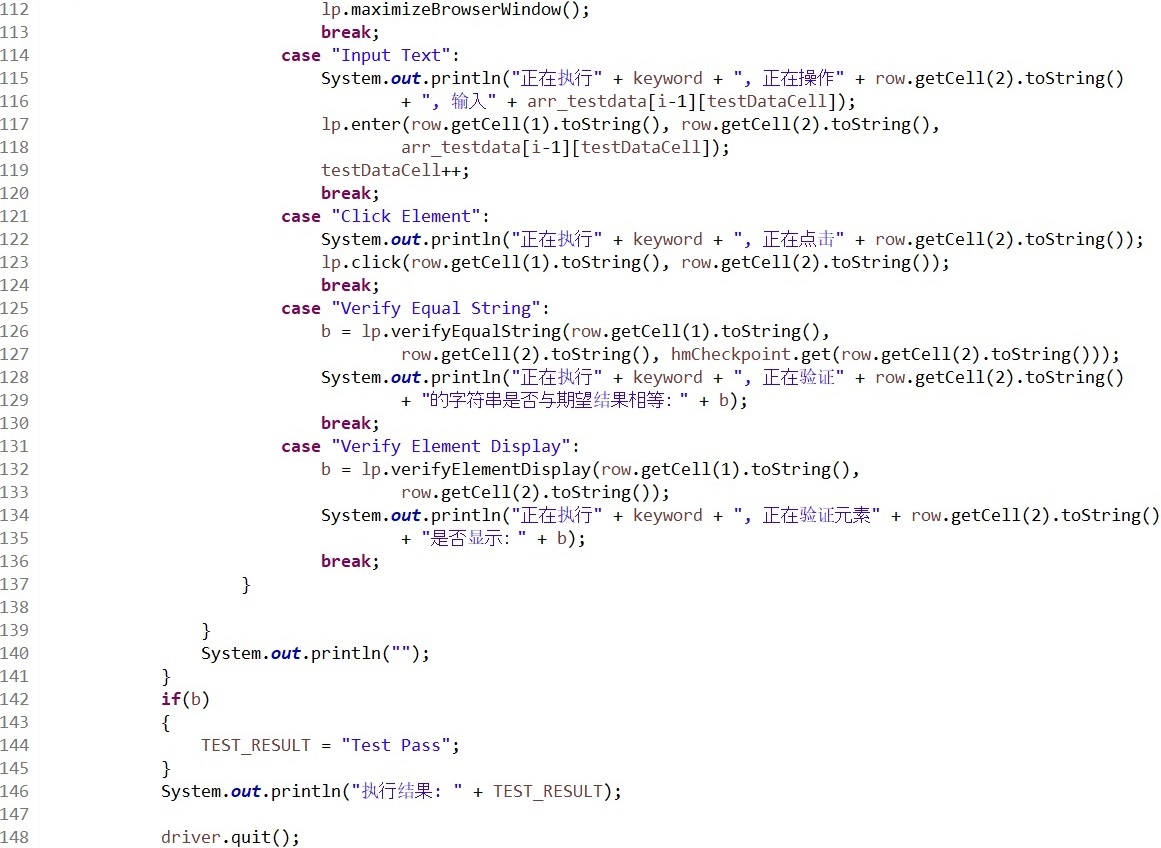 112 lp.maximizeBrowserWindow();
113 break;
114 case "Input Text":
115 System.out.println("正在执行" + keyword + ", 正在操作" + row.getCell(2).toString()
116 + ", 输入" + arr_testdata[i-1][testDataCell]);
117 lp.enter(row.getCell(1).toString(), row.getCell(2).toString(),
118 arr_testdata[i-1][testDataCell]);
119 testDataCell++;
120 break;
121 case "Click Element":
122 System.out.println("正在执行" + keyword + ", 正在点击" + row.getCell(2).toString());
123 lp.click(row.getCell(1).toString(), row.getCell(2).toString());
124 break;
125 case "Verify Equal String":
126 b = lp.verifyEqualString(row.getCell(1).toString(),
127 row.getCell(2).toString(), hmCheckpoint.get(row.getCell(2).toString()));
128 System.out.println("正在执行" + keyword + ", 正在验证" + row.getCell(2).toString()
129 + "的字符串是否与期望结果相等: " + b);
130 break;
131 case "Verify Element Display":
132 b = lp.verifyElementDisplay(row.getCell(1).toString(),
133 row.getCell(2).toString());
134 System.out.println("正在执行" + keyword + ", 正在验证元素" + row.getCell(2).toString()
135 + "是否显示: " + b);
136 break;
137 }
138
139 }
140 System.out.println("");
141 }
142 if(b)
143 {
144 TEST_RESULT = "Test Pass";
145 }
146 System.out.println("执行结果: " + TEST_RESULT);
147
148 driver.quit();